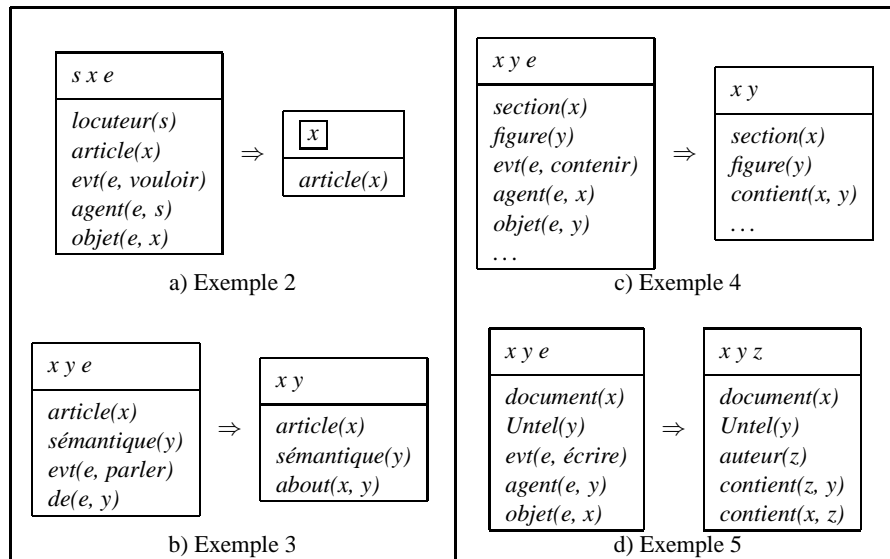 s x e
locuteur(s)
article(x)
evt(e, vouloir)
agent(e, s)
objet(e, x)
⇒
x
article(x)
a) Exemple 2
x y e
article(x)
sémantique(y)
evt(e, parler)
de(e, y)
⇒
x y
article(x)
sémantique(y)
about(x, y)
b) Exemple 3
x y e
section(x)
figure(y)
evt(e, contenir)
agent(e, x)
objet(e, y)
...
⇒
x y
section(x)
figure(y)
contient(x, y)
...
c) Exemple 4
x y e
document(x)
Untel(y)
evt(e, écrire)
agent(e, y)
objet(e, x)
⇒
x y z
document(x)
Untel(y)
auteur(z)
contient(z, y)
contient(x, z)
d) Exemple 5